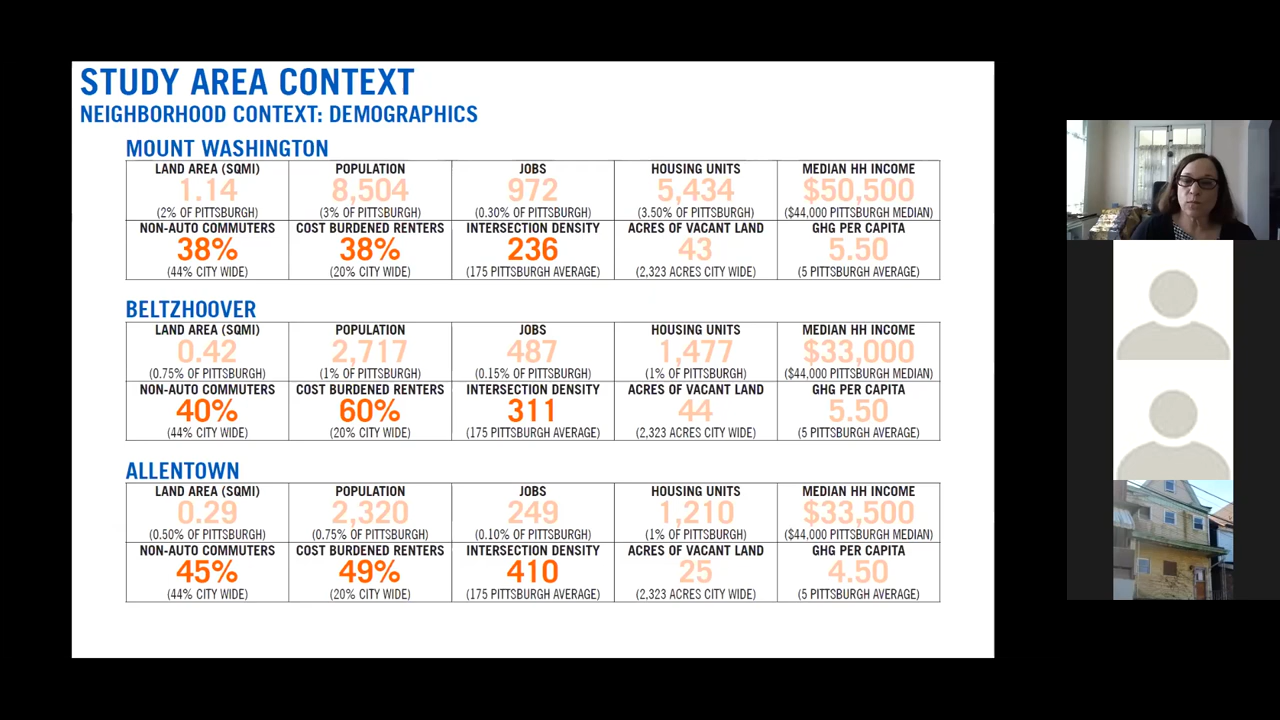 STUDY AREA CONTEXT
NEIGHBORHOOD CONTEXT: DEMOGRAPHICS
MOUNT WASHINGTON
LAND AREA (SQMI) POPULATION JOBS HOUSING UNITS MEDIAN HH INCOME
1.14 8,504 972 5,434 $50,500
(2% OF PITTSBURGH) (3% OF PITTSBURGH) (0.30% OF PITTSBURGH) (3.50% OF PITTSBURGH) ($44,000 PITTSBURGH MEDIAN)
NON-AUTO COMMUTERS COST BURDENED RENTERS INTERSECTION DENSITY ACRES OF VACANT LAND GHG PER CAPITA
38% 38% 236 43 5.50
(44% CITY WIDE) (20% CITY WIDE) (175 PITTSBURGH AVERAGE) (2,323 ACRES CITY WIDE) (5 PITTSBURGH AVERAGE)
BELTZHOOVER
LAND AREA (SQMI) POPULATION JOBS HOUSING UNITS MEDIAN HH INCOME
0.42 2,717 487 1,477 $33,000
(0.75% OF PITTSBURGH) (1% OF PITTSBURGH) (0.15% OF PITTSBURGH) (1% OF PITTSBURGH) ($44,000 PITTSBURGH MEDIAN)
NON-AUTO COMMUTERS COST BURDENED RENTERS INTERSECTION DENSITY ACRES OF VACANT LAND GHG PER CAPITA
40% 60% 311 44 5.50
(44% CITY WIDE) (20% CITY WIDE) (175 PITTSBURGH AVERAGE) (2,323 ACRES CITY WIDE) (5 PITTSBURGH AVERAGE)
ALLENTOWN
LAND AREA (SQMI) POPULATION JOBS HOUSING UNITS MEDIAN HH INCOME
0.29 2,320 249 1,210 $33,500
(0.50% OF PITTSBURGH) (0.75% OF PITTSBURGH) (0.10% OF PITTSBURGH) (1% OF PITTSBURGH) ($44,000 PITTSBURGH MEDIAN)
NON-AUTO COMMUTERS COST BURDENED RENTERS INTERSECTION DENSITY ACRES OF VACANT LAND GHG PER CAPITA
45% 49% 410 25 4.50
(44% CITY WIDE) (20% CITY WIDE) (175 PITTSBURGH AVERAGE) (2,323 ACRES CITY WIDE) (5 PITTSBURGH AVERAGE)